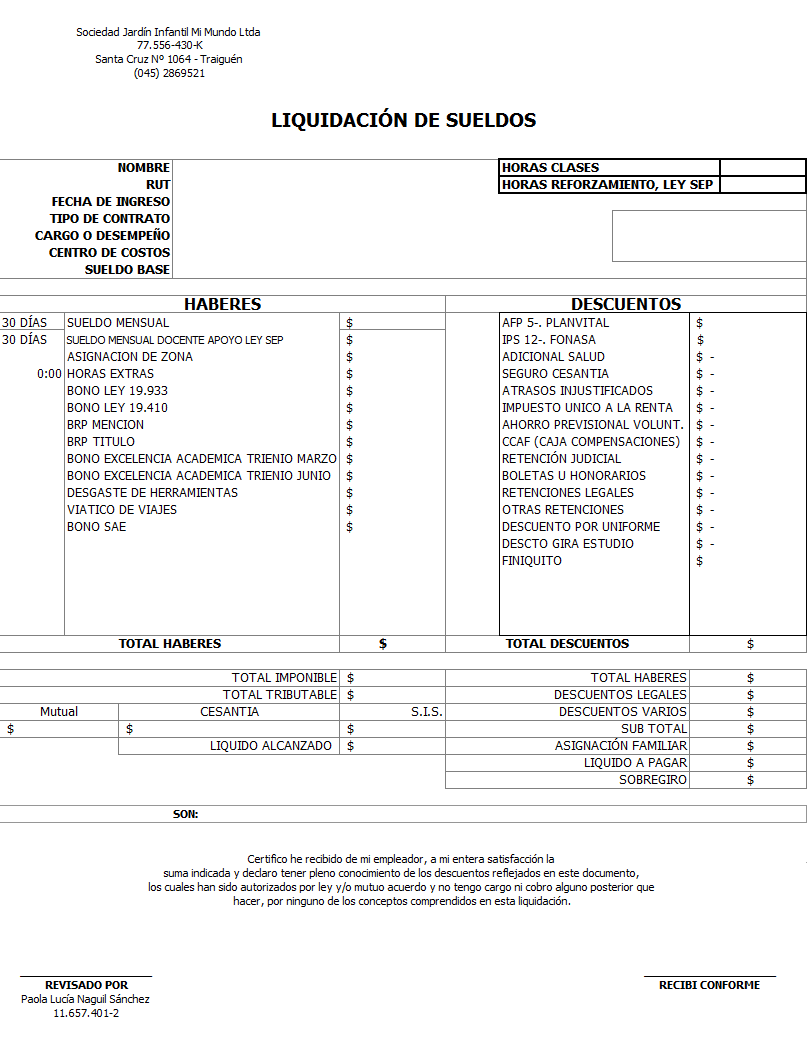 Sociedad Jardín Infantil Mi Mundo Ltda
77.556-430-K
Santa Cruz Nº 1064 - Traiguén
(045) 2869521
LIQUIDACIÓN DE SUELDOS
NOMBRE
RUT
FECHA DE INGRESO
TIPO DE CONTRATO
CARGO O DESEMPEÑO
CENTRO DE COSTOS
SUELDO BASE
HORAS CLASES
HORAS REFORZAMIENTO, LEY SEP
HABERES
30 DÍAS SUELDO MENSUAL $
30 DÍAS SUELDO MENSUAL DOCENTE APOYO LEY SEP $
ASIGNACION DE ZONA $
0:00 HORAS EXTRAS $
BONO LEY 19.933 $
BONO LEY 19.410 $
BRP MENCION $
BRP TITULO $
BONO EXCELENCIA ACADEMICA TRIENIO MARZO $
BONO EXCELENCIA ACADEMICA TRIENIO JUNIO $
DESGASTE DE HERRAMIENTAS $
VIATICO DE VIAJES $
BONO SAE $
TOTAL HABERES $
DESCUENTOS
AFP 5-. PLANVITAL $
IPS 12-. FONASA $
ADICIONAL SALUD $ -
SEGURO CESANTIA $ -
ATRASOS INJUSTIFICADOS $ -
IMPUESTO UNICO A LA RENTA $ -
AHORRO PREVISIONAL VOLUNT. $ -
CCAF (CAJA COMPENSACIONES) $ -
RETENCIÓN JUDICIAL $ -
BOLETAS U HONORARIOS $ -
RETENCIONES LEGALES $ -
OTRAS RETENCIONES $ -
DESCUENTO POR UNIFORME $ -
DESCTO GIRA ESTUDIO $ -
FINIQUITO $
TOTAL DESCUENTOS $
TOTAL IMPONIBLE $
TOTAL TRIBUTABLE $
Mutual CESANTIA S.I.S.
$ $ $
LIQUIDO ALCANZADO $
TOTAL HABERES $
DESCUENTOS LEGALES $
DESCUENTOS VARIOS $
SUB TOTAL $
ASIGNACIÓN FAMILIAR $
LIQUIDO A PAGAR $
SOBREGIRO $
SON:
Certifico he recibido de mi empleador, a mi entera satisfacción la
suma indicada y declaro tener pleno conocimiento de los descuentos reflejados en este documento,
los cuales han sido autorizados por ley y/o mutuo acuerdo y no tengo cargo ni cobro alguno posterior que
hacer, por ninguno de los conceptos comprendidos en esta liquidación.
REVISADO POR
Paola Lucía Naguil Sánchez
11.657.401-2
RECIBI CONFORME